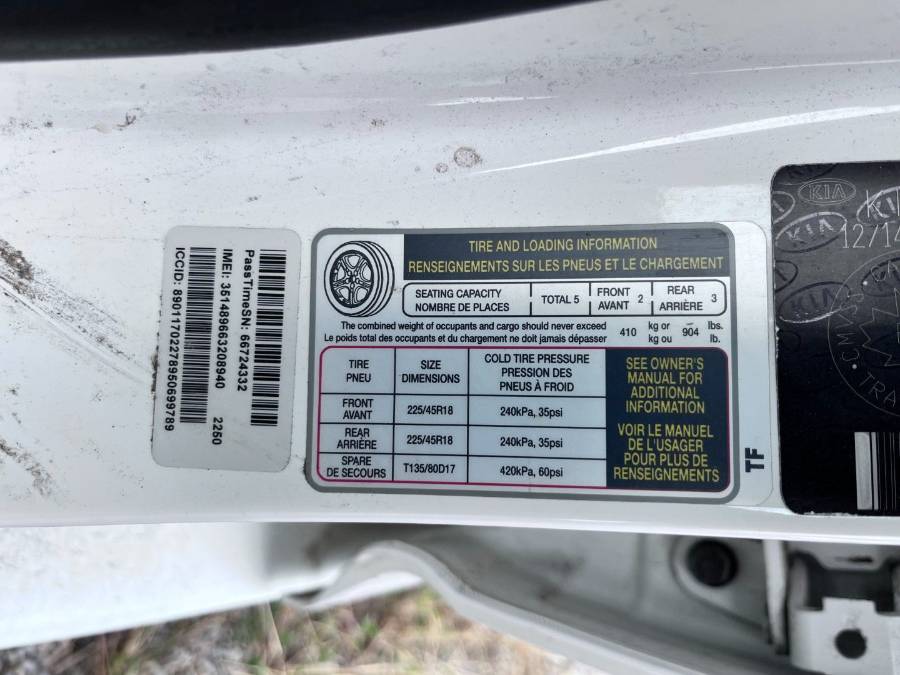 PassTimeSN: 66724332
IMEI: 351489663208940
2250
ICCID: 89011702278950699789
TIRE AND LOADING INFORMATION
RENSEIGNEMENTS SUR LES PNEUS ET LE CHARGEMENT
SEATING CAPACITY
NOMBRE DE PLACES
TOTAL 5
FRONT
AVANT 2
REAR
ARRIÈRE 3
The combined weight of occupants and cargo should never exceed
Le poids total des occupants et du chargement ne doit jamais dépasser
410 kg or 904 lbs.
kg ou lb.
TIRE
PNEU
SIZE
DIMENSIONS
COLD TIRE PRESSURE
PRESSION DES
PNEUS À FROID
FRONT
AVANT
225/45R18
240kPa, 35psi
REAR
ARRIÈRE
225/45R18
240kPa, 35psi
SPARE
DE SECOURS
T135/80D17
420kPa, 60psi
SEE OWNER'S
MANUAL FOR
ADDITIONAL
INFORMATION
VOIR LE MANUEL
DE L'USAGER
POUR PLUS DE
RENSEIGNEMENTS
TF
KIA
KIA
KIA
KIA
12/14